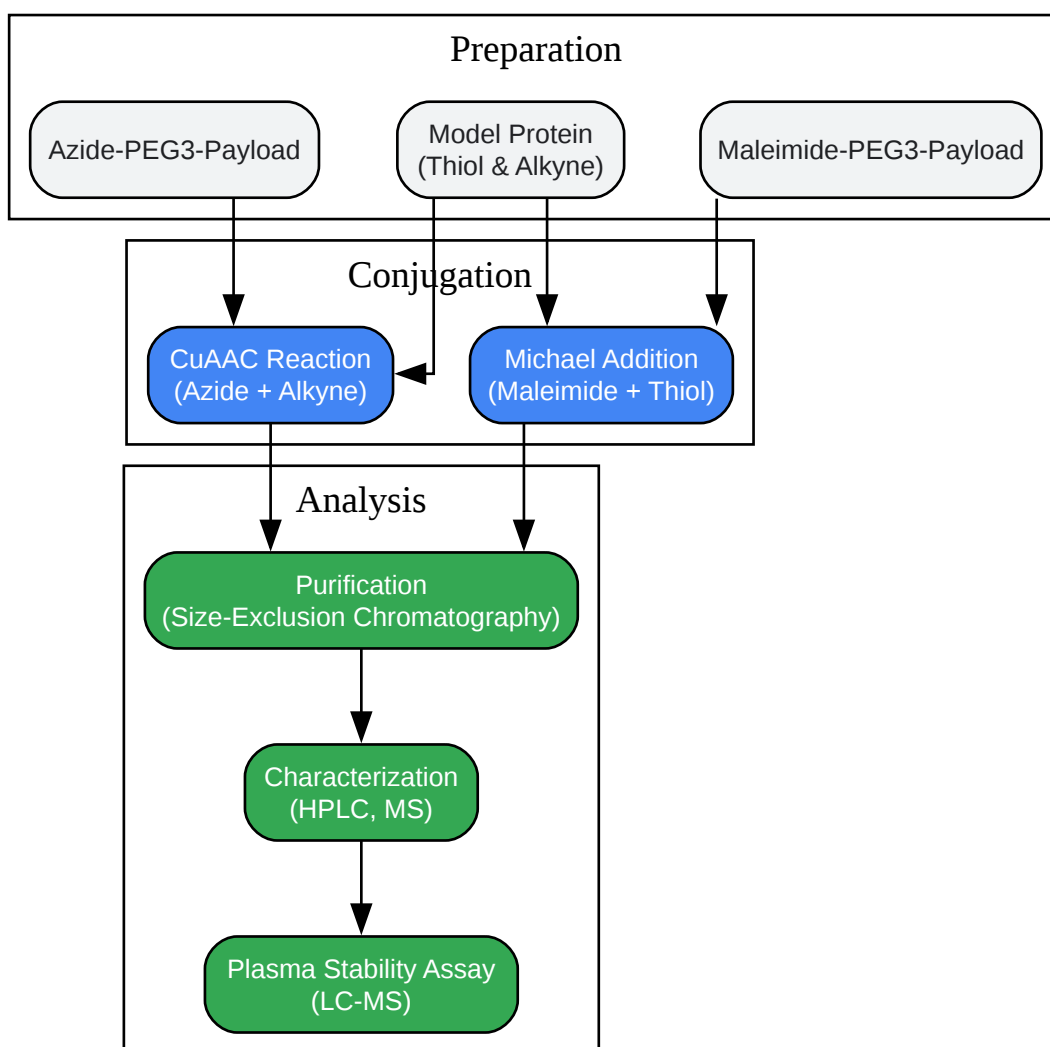 Preparation
Azide-PEG3-Payload
Model Protein
(Thiol & Alkyne)
Maleimide-PEG3-Payload
Conjugation
CuAAC Reaction
(Azide + Alkyne)
Michael Addition
(Maleimide + Thiol)
Analysis
Purification
(Size-Exclusion Chromatography)
Characterization
(HPLC, MS)
Plasma Stability Assay
(LC-MS)